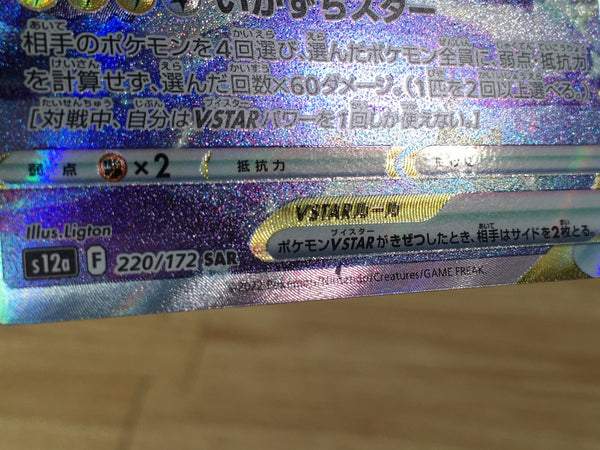 いかずちスター
相手のポケモンを4回選び、選んだポケモン全員に、弱点・抵抗力
を計算せず、選んだ回数×60ダメージ。(1匹を2回以上選べる。)
[対戦中、自分はVSTARパワーを1回しか使えない。]
弱点 ×2 抵抗力
VSTARルール
ポケモンVSTARがきぜつしたとき、相手はサイドを2枚とる。
Illus. Ligton
s12a F 220/172 SAR
©2022 Pokémon/Nintendo/Creatures/GAME FREAK